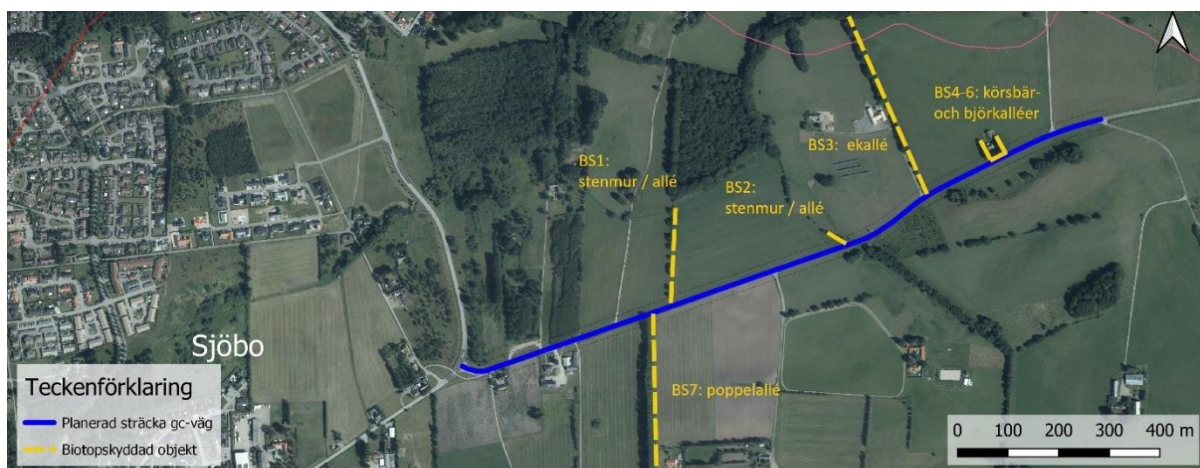 BS4-6: körsbär-
och björkalléer
BS3: ekallé
BS1:
stenmur / allé
BS2:
stenmur / allé
Sjöbo
BS7: poppelallé
Teckenförklaring
Planerad sträcka gc-väg
Biotopskyddad objekt
0 100 200 300 400 m